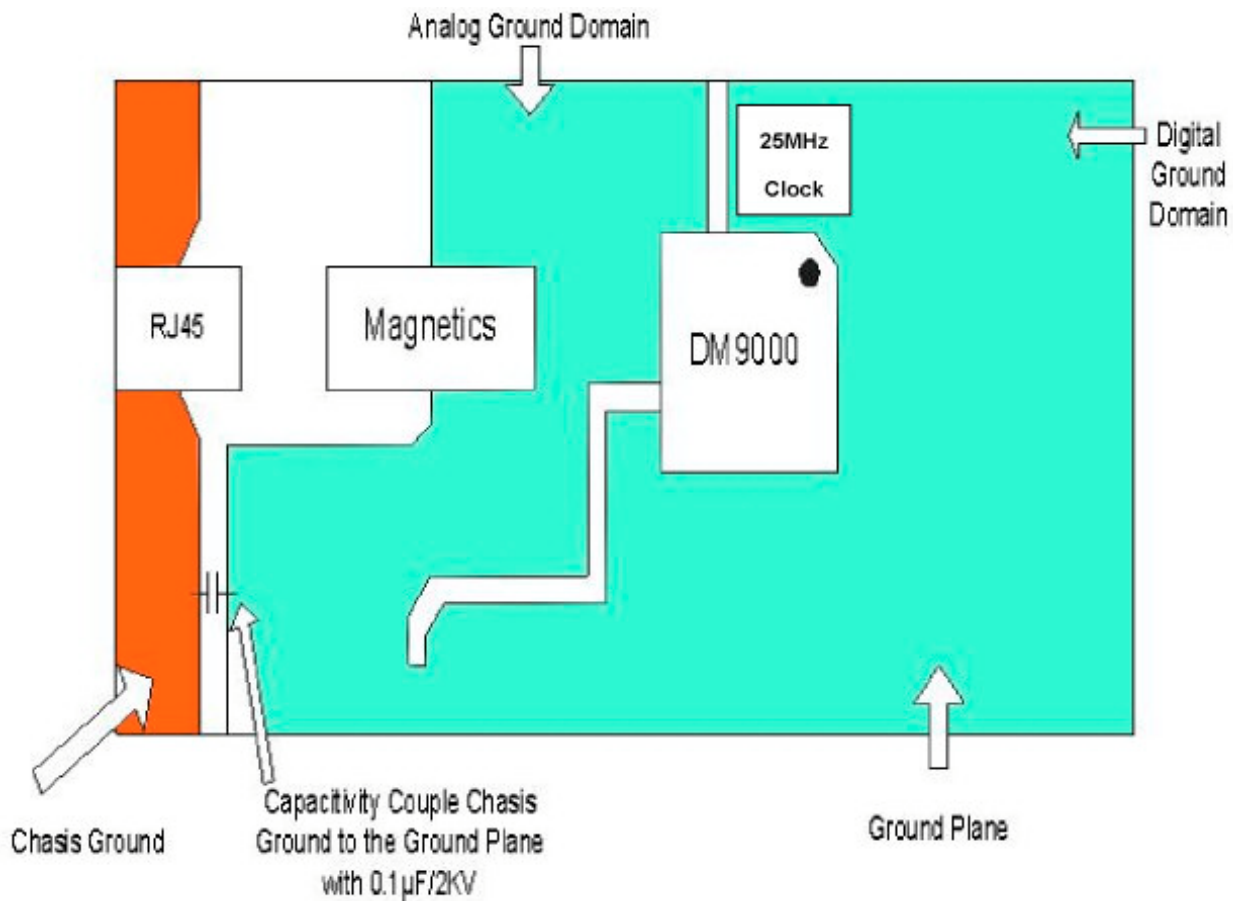 Analog Ground Domain
25MHz
Clock
Digital
Ground
Domain
RJ45
Magnetics
DM9000
Chasis Ground
Capacitivity Couple Chasis
Ground to the Ground Plane
with 0.1µF/2KV
Ground Plane